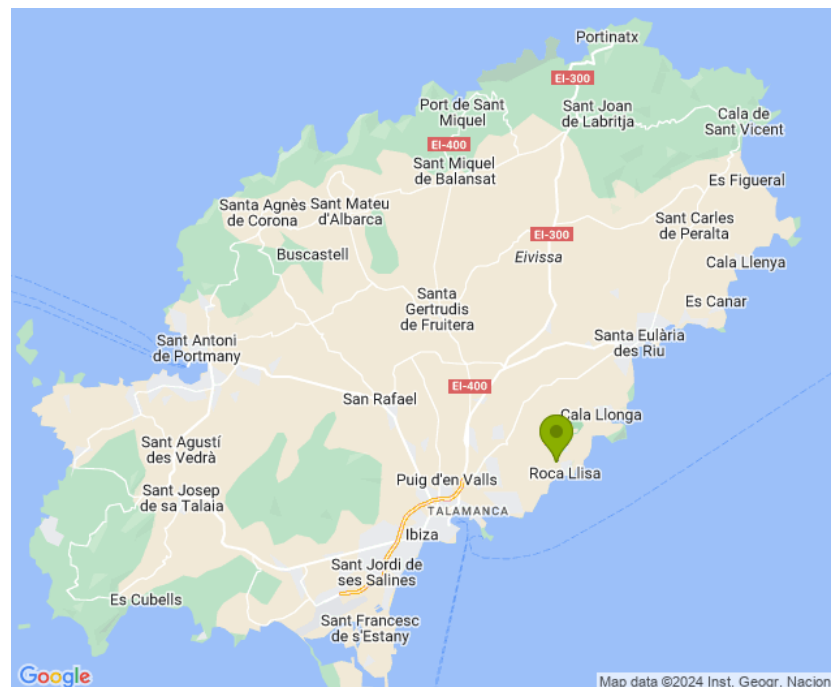 Portinatx
EI-300
Port de Sant
Miquel
Sant Joan
de Labritja
Cala de
Sant Vicent
EI-400
Sant Miquel
de Balansat
Es Figueral
Santa Agnès
de Corona
Sant Mateu
d'Albarca
Sant Carles
de Peralta
EI-300
Buscastell
Eivissa
Cala Llenya
Santa
Gertrudis
de Fruitera
Es Canar
Sant Antoni
de Portmany
Santa Eulària
des Riu
EI-400
San Rafael
Cala Llonga
Sant Agustí
des Vedrà
Roca Llisa
Puig d'en Valls
Sant Josep
de sa Talaia
TALAMANCA
Ibiza
Sant Jordi de
ses Salines
Es Cubells
Sant Francesc
de s'Estany
Google
Map data ©2024 Inst. Geogr. Nacion